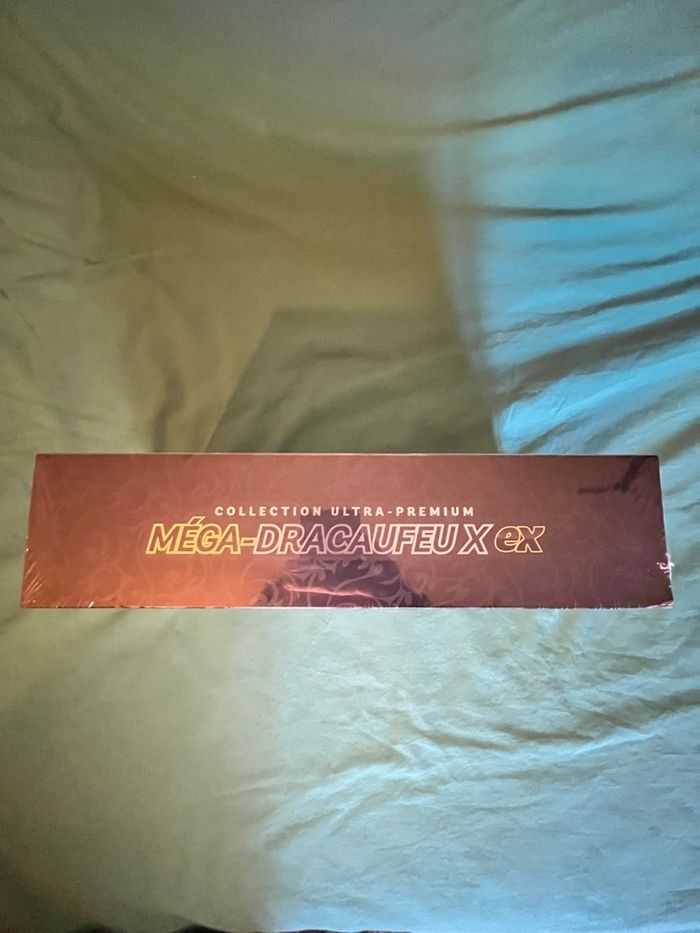 COLLECTION ULTRA-PREMIUM
MÉGA-DRACAUFEU X ex